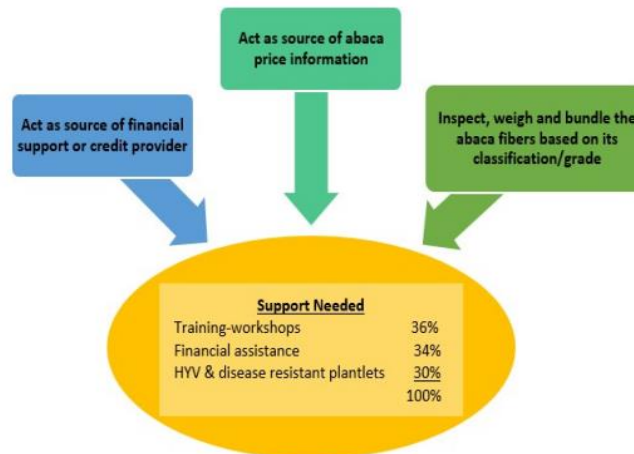 Act as source of abaca
price information
Act as source of financial
support or credit provider
Inspect, weigh and bundle the
abaca fibers based on its
classification/grade
Support Needed
Training-workshops 36%
Financial assistance 34%
HYV & disease resistant plantlets 30%
100%